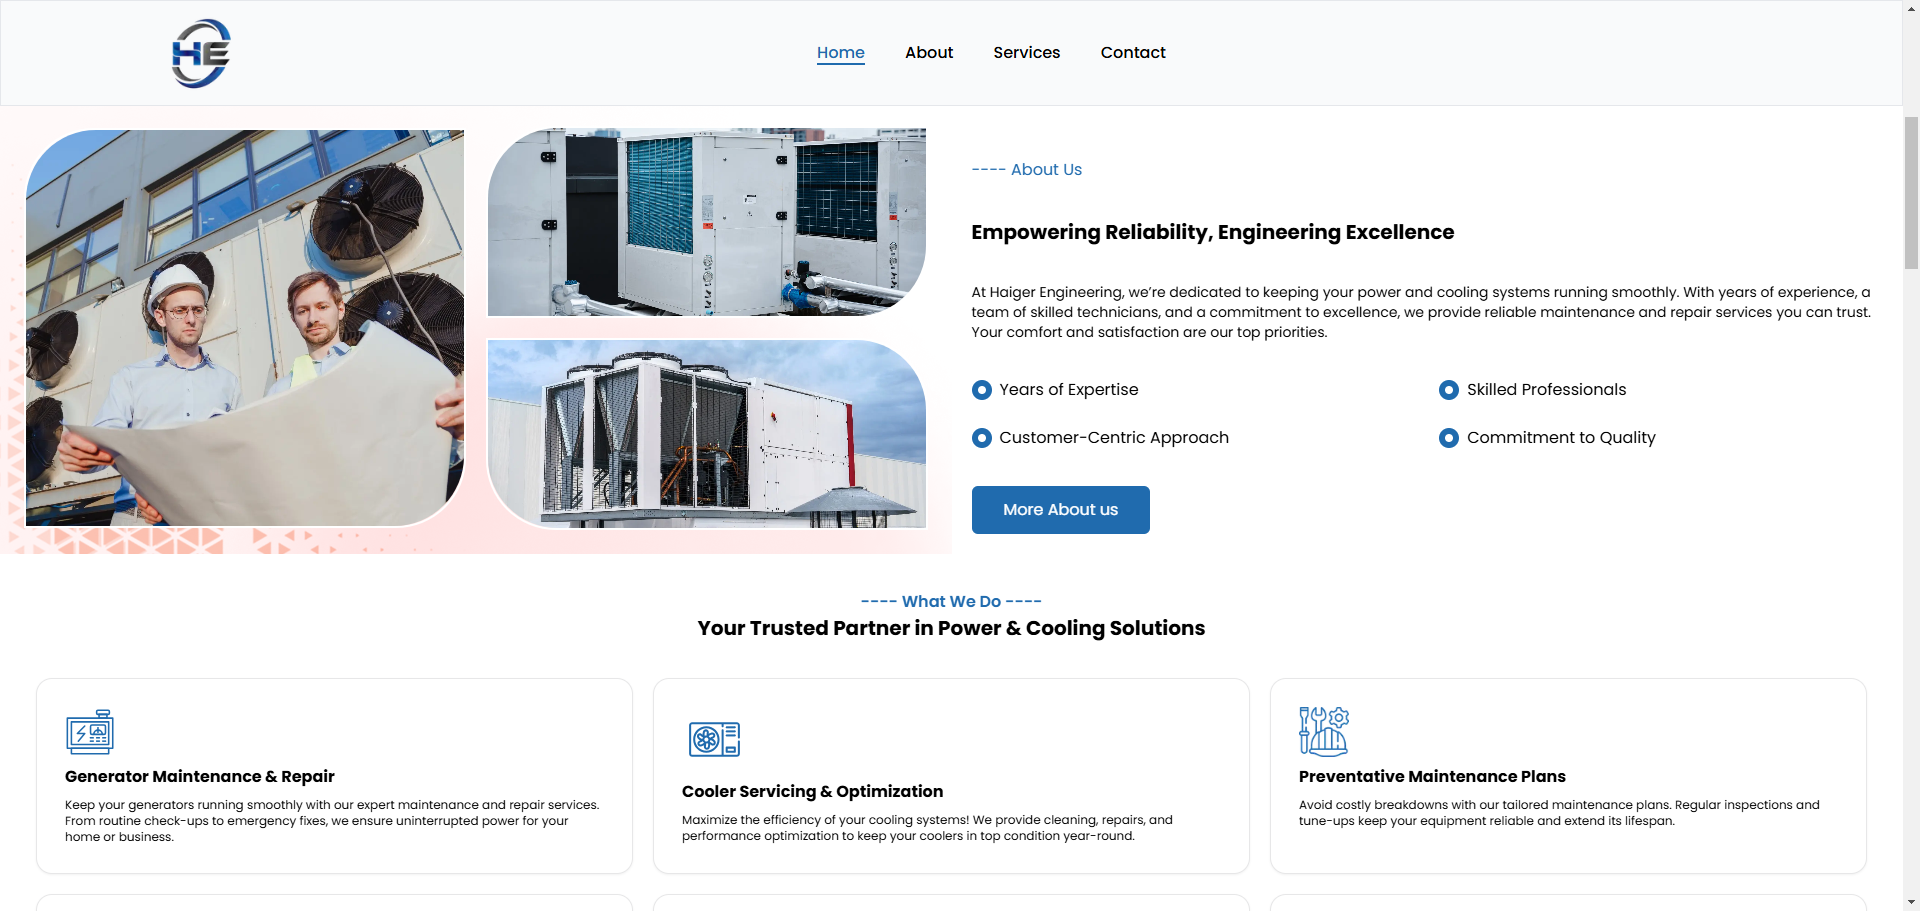 HE
Home About Services Contact
---- About Us
Empowering Reliability, Engineering Excellence
At Haiger Engineering, we’re dedicated to keeping your power and cooling systems running smoothly. With years of experience, a
team of skilled technicians, and a commitment to excellence, we provide reliable maintenance and repair services you can trust.
Your comfort and satisfaction are our top priorities.
Years of Expertise
Skilled Professionals
Customer-Centric Approach
Commitment to Quality
More About us
---- What We Do ----
Your Trusted Partner in Power & Cooling Solutions
Generator Maintenance & Repair
Keep your generators running smoothly with our expert maintenance and repair services.
From routine check-ups to emergency fixes, we ensure uninterrupted power for your
home or business.
Cooler Servicing & Optimization
Maximize the efficiency of your cooling systems! We provide cleaning, repairs, and
performance optimization to keep your coolers in top condition year-round.
Preventative Maintenance Plans
Avoid costly breakdowns with our tailored maintenance plans. Regular inspections and
tune-ups keep your equipment reliable and extend its lifespan.